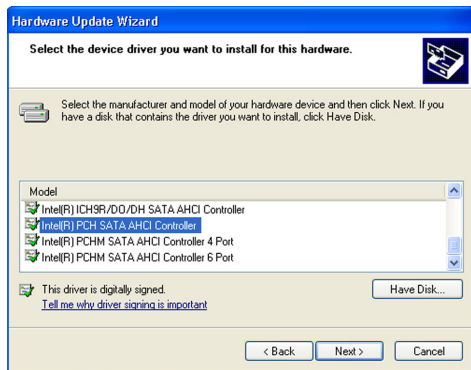 Hardware Update Wizard
Select the device driver you want to install for this hardware.
Select the manufacturer and model of your hardware device and then click Next. If you
have a disk that contains the driver you want to install, click Have Disk.
Model
Intel(R) ICH9R/DO/DH SATA AHCI Controller
Intel(R) PCH SATA AHCI Controller
Intel(R) PCHM SATA AHCI Controller 4 Port
Intel(R) PCHM SATA AHCI Controller 6 Port
This driver is digitally signed.
Tell me why driver signing is important
Have Disk...
< Back
Next >
Cancel